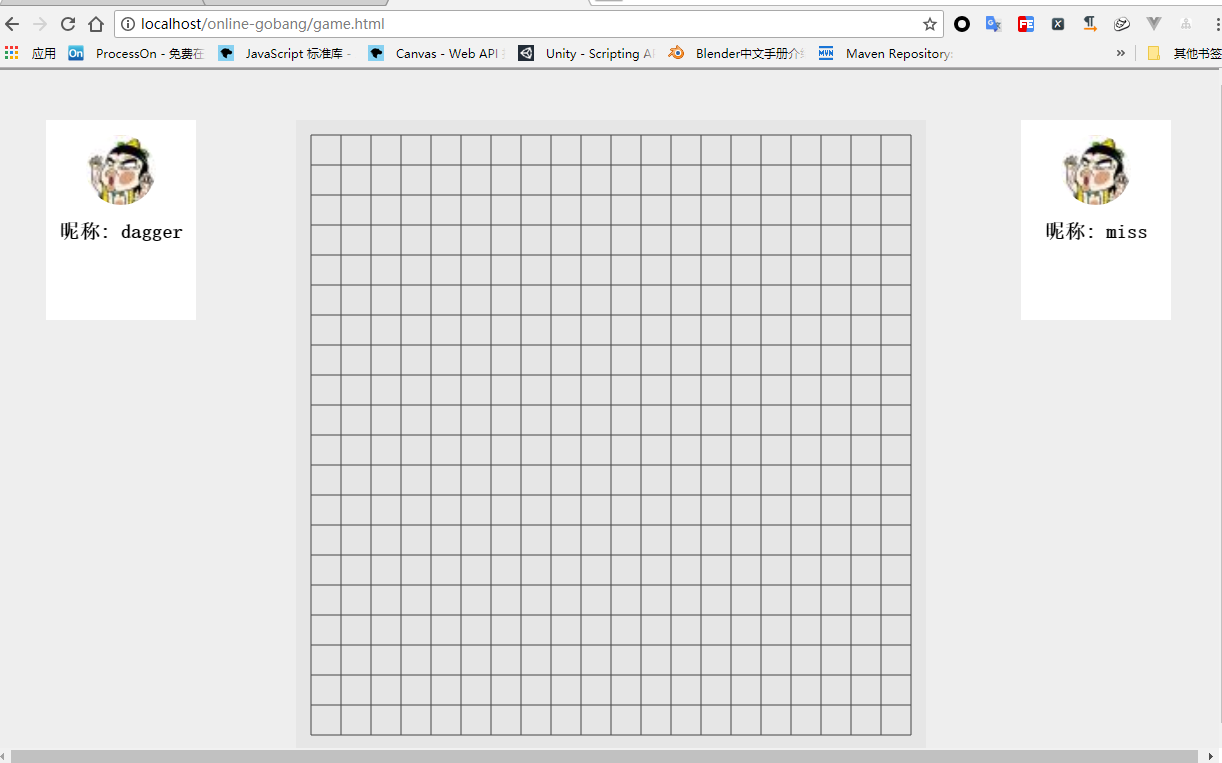 localhost/online-gobang/game.html
应用 On ProcessOn - 免费在 JavaScript 标准库 - Canvas - Web API Unity - Scripting A Blender中文手册介 MVN Maven Repository: » 其他书签
昵称: dagger
昵称: miss